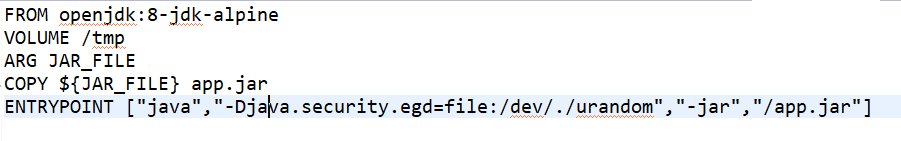 FROM openjdk:8-jdk-alpine
VOLUME /tmp
ARG JAR_FILE
COPY ${JAR_FILE} app.jar
ENTRYPOINT ["java","-Djava.security.egd=file:/dev/./urandom","-jar","/app.jar"]